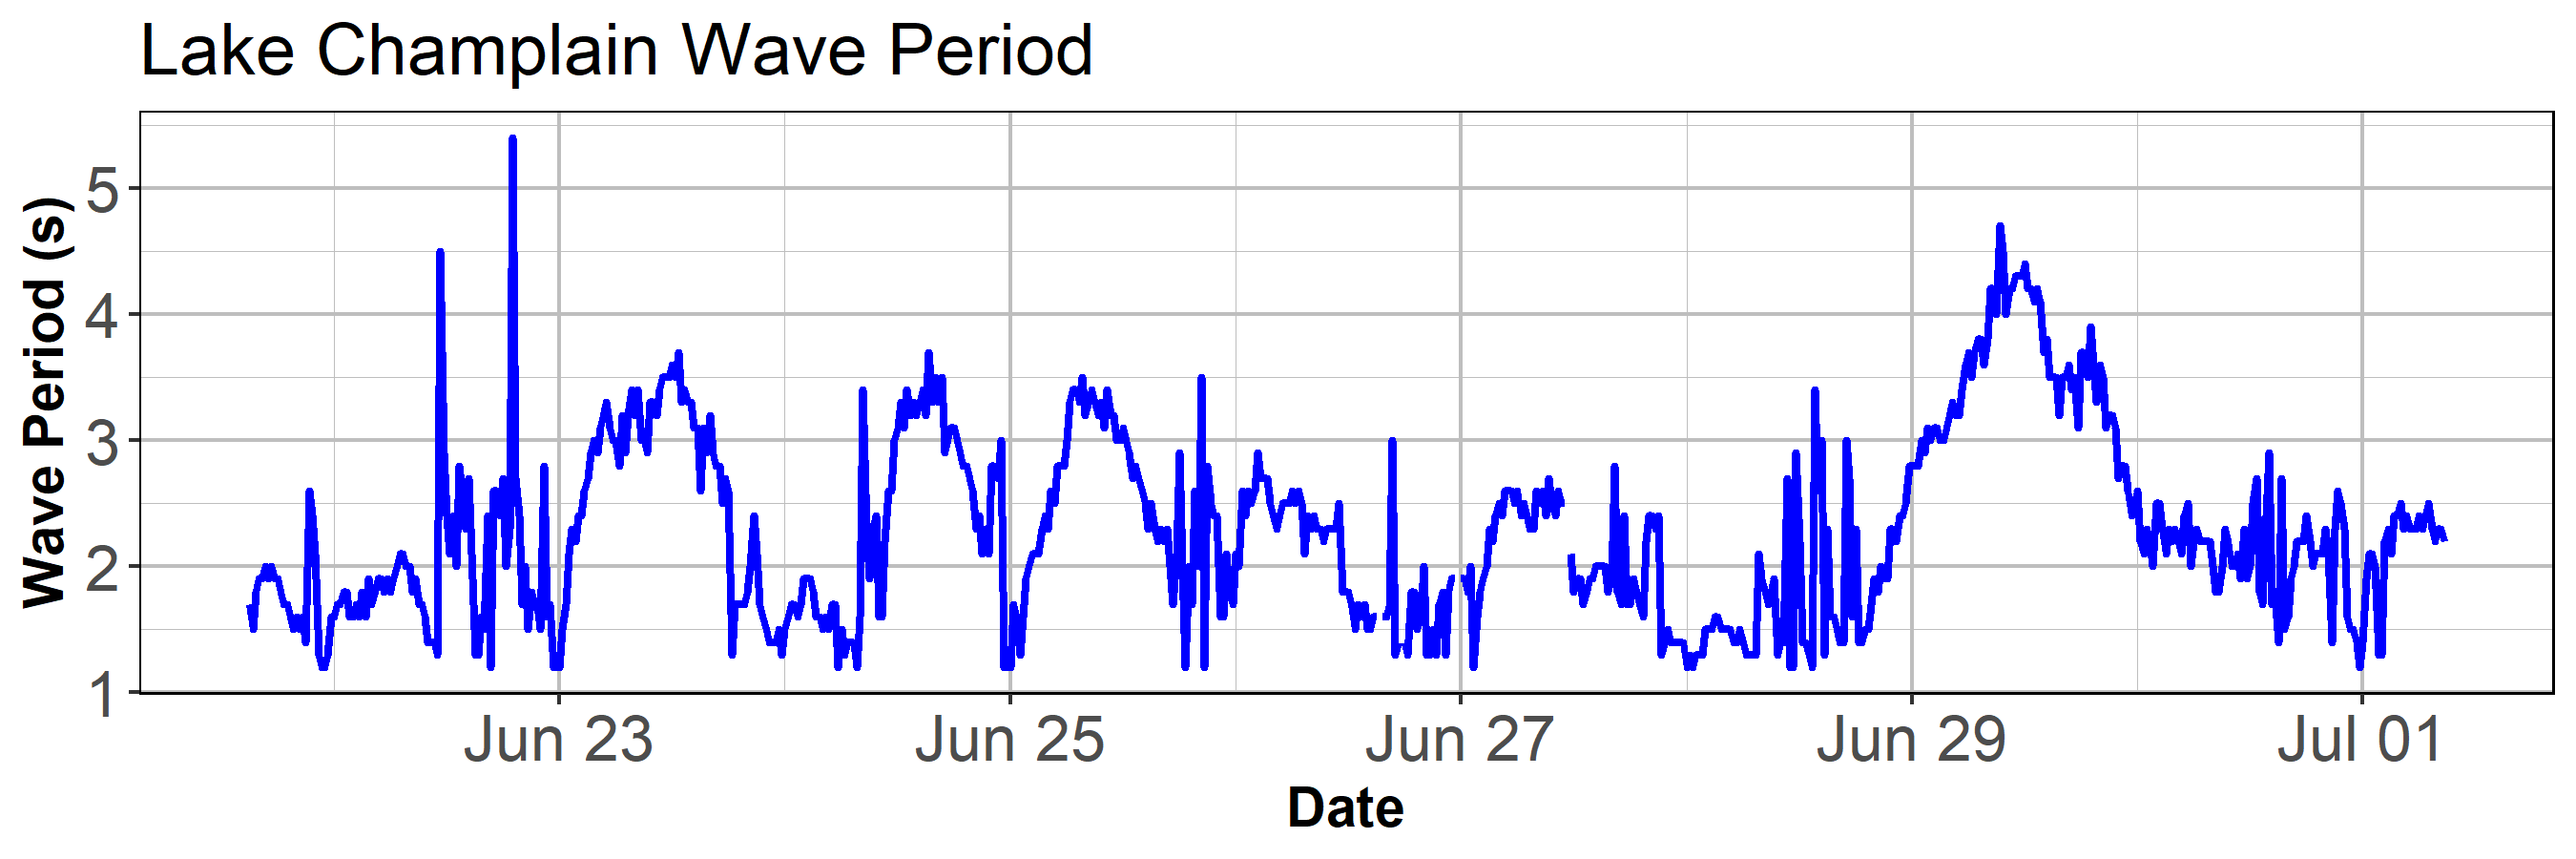 Lake Champlain Wave Period
Wave Period (s)
5
4
3
2
1
Jun 23
Jun 25
Jun 27
Jun 29
Jul 01
Date